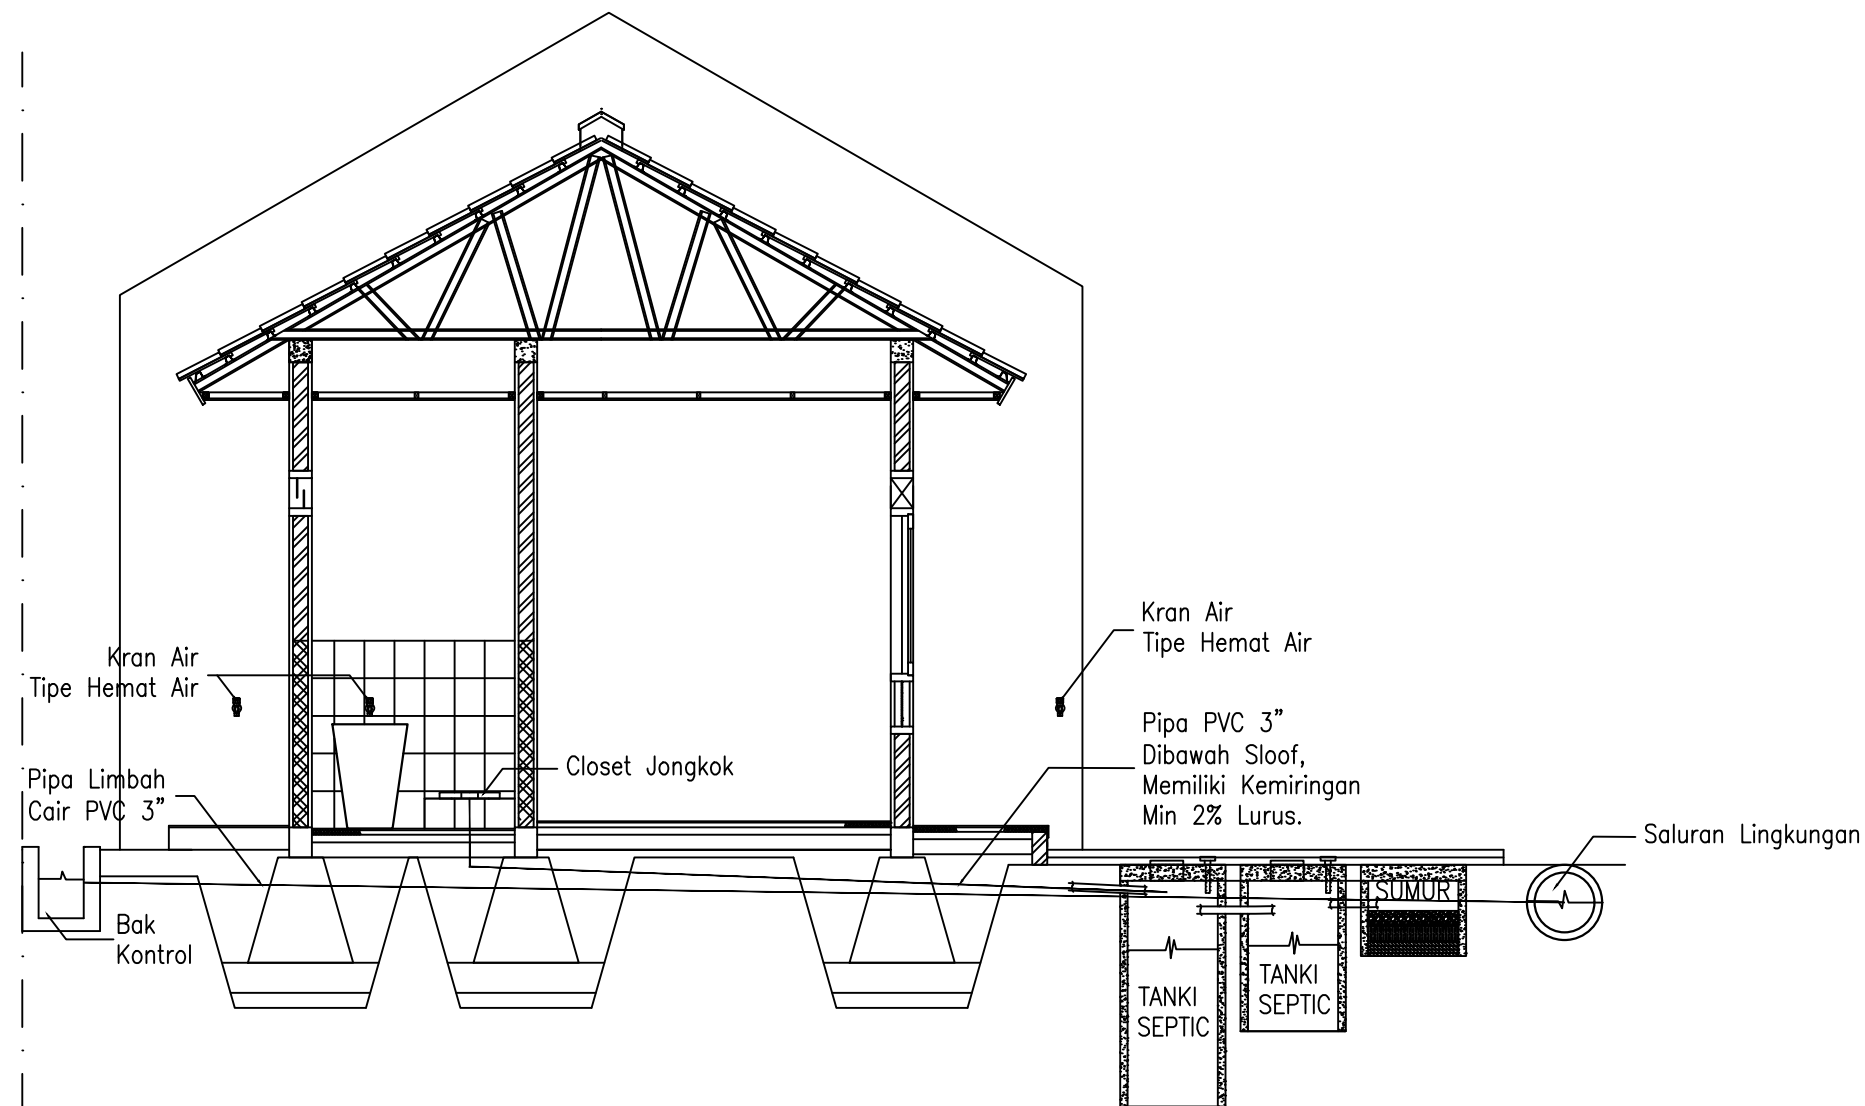 Kran Air
Tipe Hemat Air
Kran Air
Tipe Hemat Air
Pipa PVC 3”
Dibawah Sloof,
Memiliki Kemiringan
Min 2% Lurus.
Closet Jongkok
Pipa Limbah
Cair PVC 3”
Saluran Lingkungan
SUMUR
Bak
Kontrol
TANKI
SEPTIC
TANKI
SEPTIC